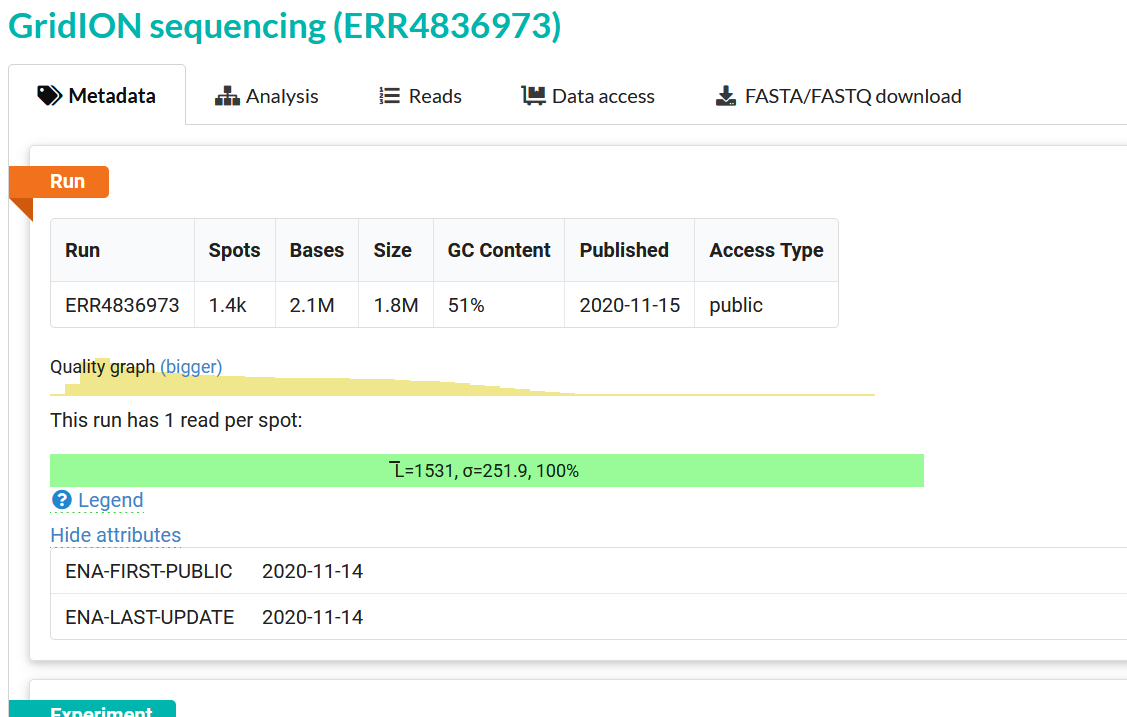 GridION sequencing (ERR4836973)
Metadata Analysis Reads Data access FASTA/FASTQ download
Run
Run Spots Bases Size GC Content Published Access Type
ERR4836973 1.4k 2.1M 1.8M 51% 2020-11-15 public
Quality graph (bigger)
This run has 1 read per spot:
L̅=1531, σ=251.9, 100%
? Legend
Hide attributes
ENA-FIRST-PUBLIC 2020-11-14
ENA-LAST-UPDATE 2020-11-14
Experiment